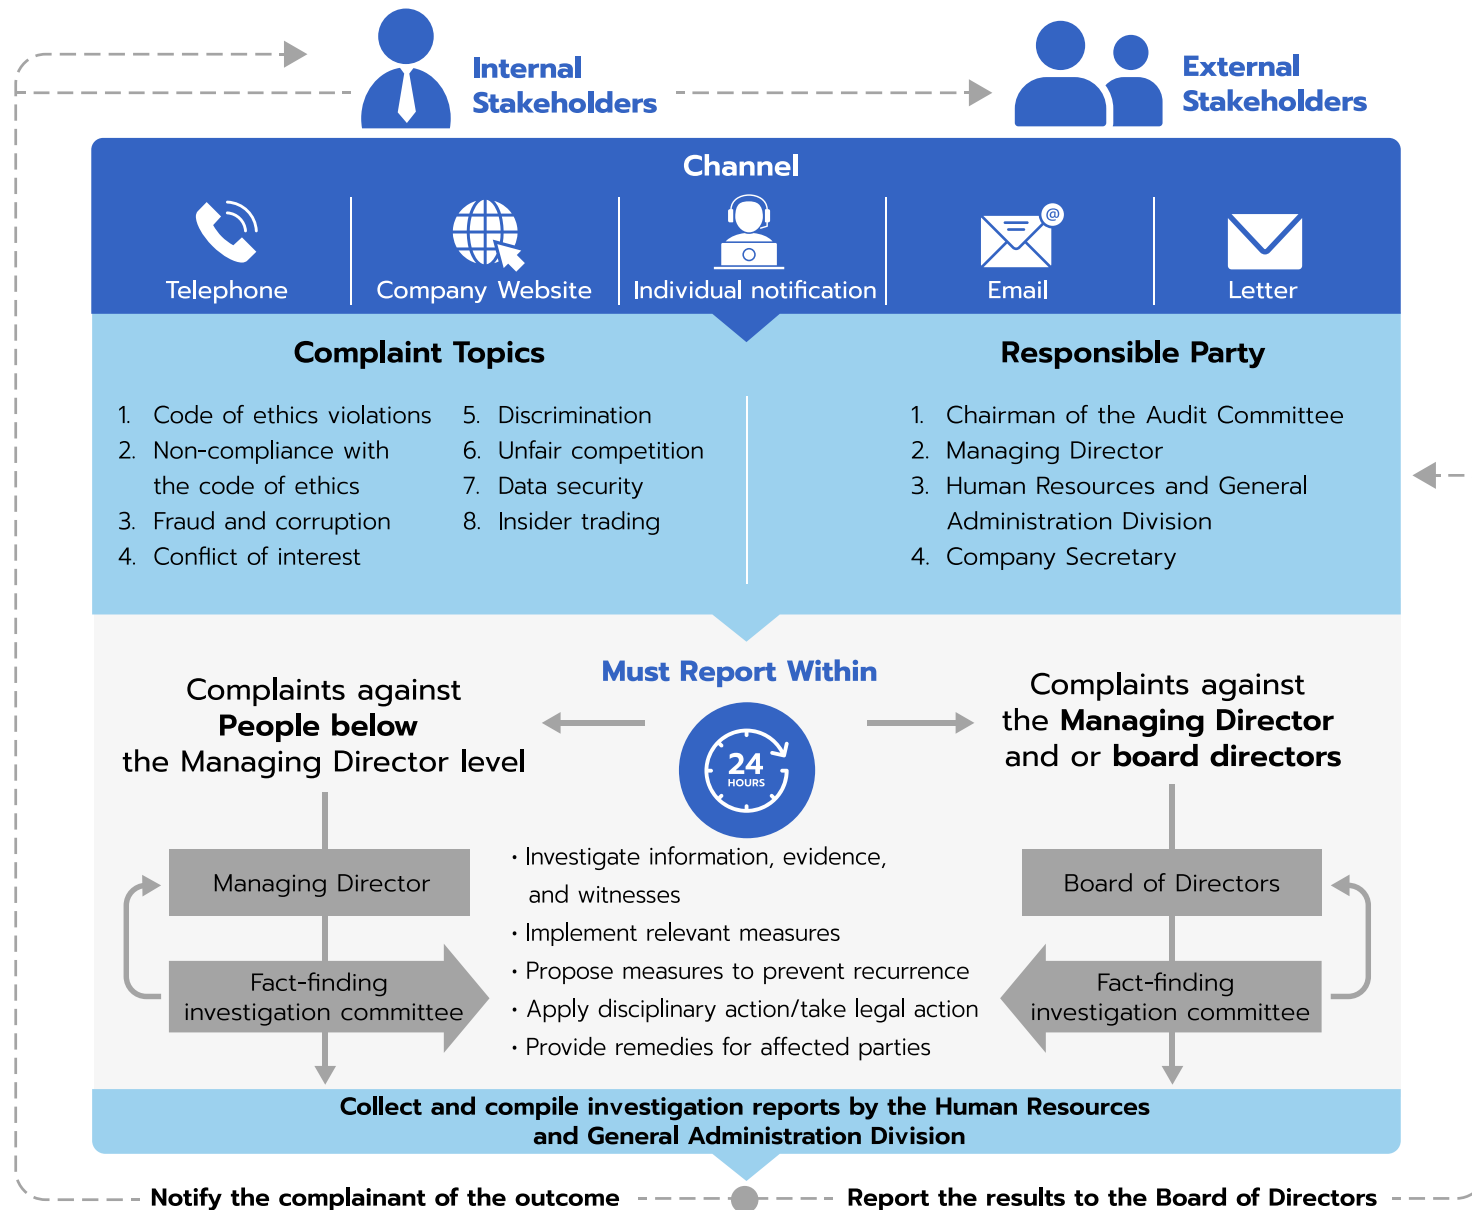 Internal
Stakeholders
External
Stakeholders
Channel
Telephone
Company Website
Individual notification
@
Email
Letter
Complaint Topics
1. Code of ethics violations
2. Non-compliance with
the code of ethics
3. Fraud and corruption
4. Conflict of interest
5. Discrimination
6. Unfair competition
7. Data security
8. Insider trading
Responsible Party
1. Chairman of the Audit Committee
2. Managing Director
3. Human Resources and General
Administration Division
4. Company Secretary
Must Report Within
24
HOURS
Complaints against
People below
the Managing Director level
Managing Director
Fact-finding
investigation committee
· Investigate information, evidence,
and witnesses
· Implement relevant measures
· Propose measures to prevent recurrence
· Apply disciplinary action/take legal action
· Provide remedies for affected parties
Complaints against
the Managing Director
and or board directors
Board of Directors
Fact-finding
investigation committee
Collect and compile investigation reports by the Human Resources
and General Administration Division
Notify the complainant of the outcome
Report the results to the Board of Directors